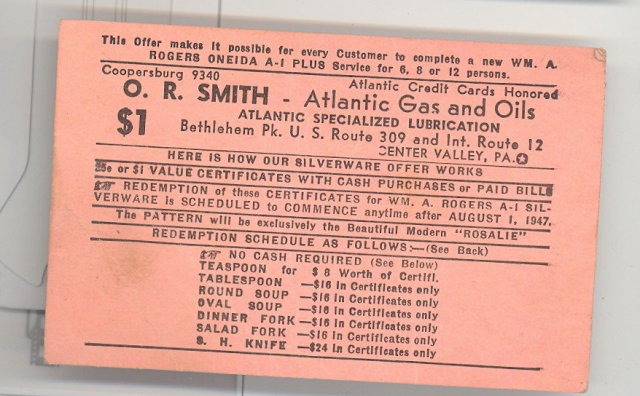 This Offer makes it possible for every Customer to complete a new WM. A.
ROGERS ONEIDA A-1 PLUS Service for 6, 8 or 12 persons.
Coopersburg 9340
Atlantic Credit Cards Honored
O. R. SMITH - Atlantic Gas and Oils
$1
ATLANTIC SPECIALIZED LUBRICATION
Bethlehem Pk. U. S. Route 309 and Int. Route 12
CENTER VALLEY, PA.
HERE IS HOW OUR SILVERWARE OFFER WORKS
25c or $1 VALUE CERTIFICATES WITH CASH PURCHASES or PAID BILLS
REDEMPTION of these CERTIFICATES for WM. A. ROGERS A-1 SIL-
VERWARE is SCHEDULED to COMMENCE anytime after AUGUST 1, 1947.
The PATTERN will be exclusively the Beautiful Modern "ROSALIE"
REDEMPTION SCHEDULE AS FOLLOWS:—(See Back)
NO CASH REQUIRED (See Below)
TEASPOON for $ 8 Worth of Certifl.
TABLESPOON —$16 in Certificates only
ROUND SOUP —$16 in Certificates only
OVAL SOUP —$16 in Certificates only
DINNER FORK —$16 in Certificates only
SALAD FORK —$16 in Certificates only
S. H. KNIFE —$24 in Certificates only